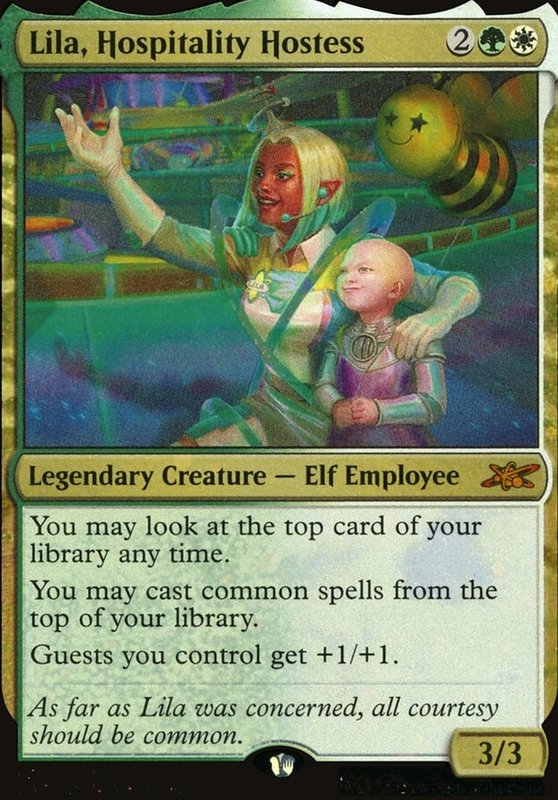 Lila, Hospitality Hostess 2
LILA
Legendary Creature — Elf Employee
You may look at the top card of your
library any time.
You may cast common spells from the
top of your library.
Guests you control get +1/+1.
As far as Lila was concerned, all courtesy
should be common.
3/3